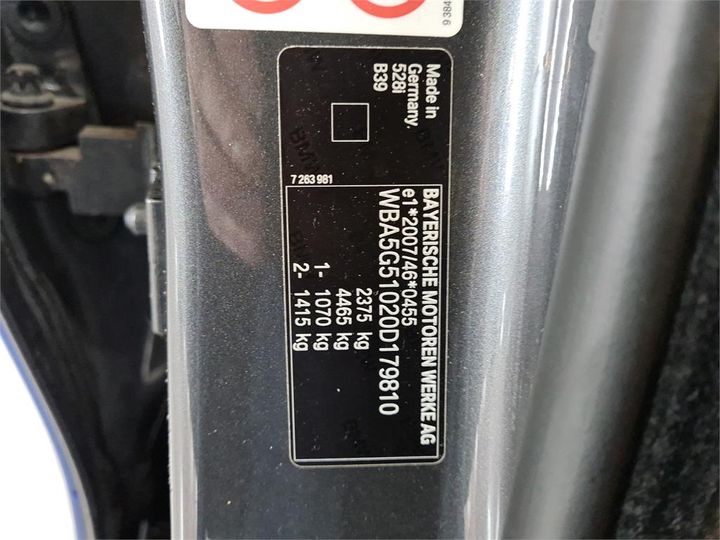 9384
BAYERISCHE MOTOREN WERKE AG
e1*2007/46*0455
WBA5G51020D179810
2375 kg
4465 kg
1- 1070 kg
2- 1415 kg
7 263 981
Made in
Germany.
528i
B39